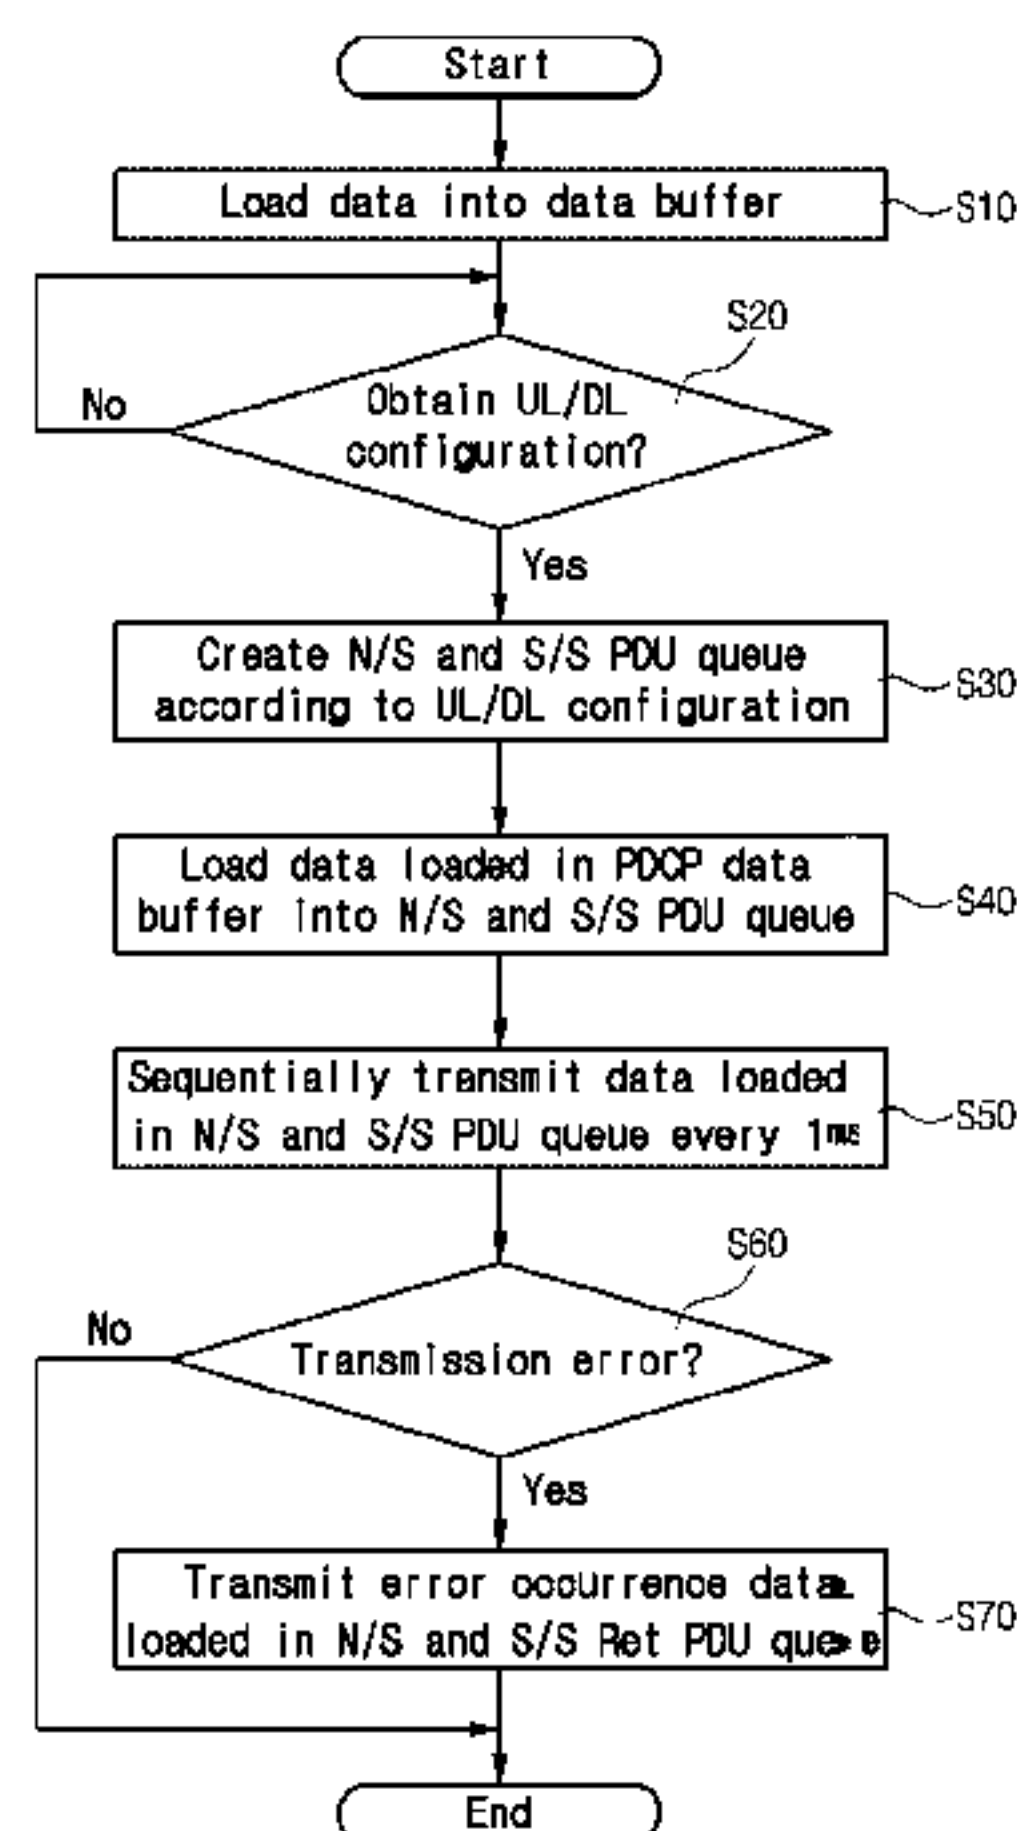 Start
Load data into data buffer
S10
S20
Obtain UL/DL
configuration?
No
Yes
Create N/S and S/S PDU queue
according to UL/DL configuration
S30
Load data loaded in PDCP data
buffer into N/S and S/S PDU queue
S40
Sequentially transmit data loaded
in N/S and S/S PDU queue every 1ms
S50
S60
No
Transmission error?
Yes
Transmit error occurrence data
loaded in N/S and S/S Ret PDU queue
S70
End